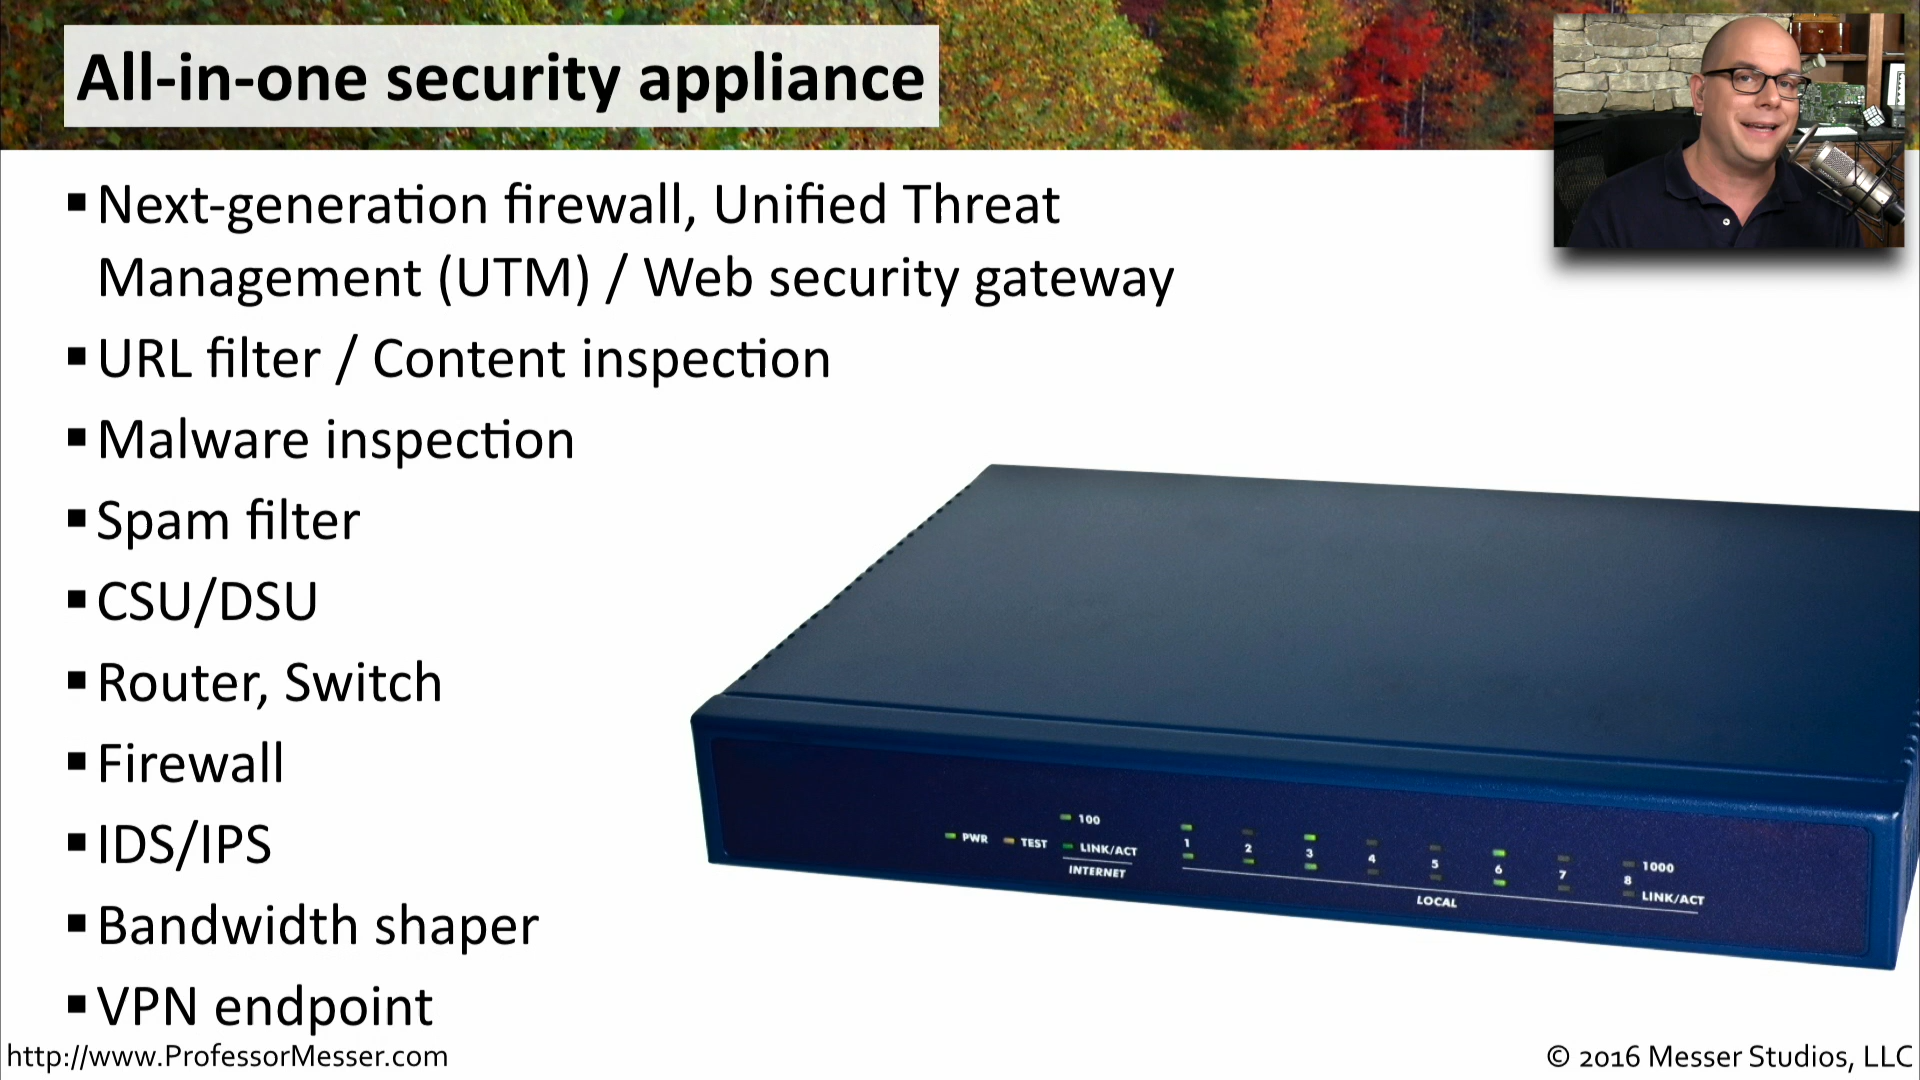 All-in-one security appliance
▪ Next-generation firewall, Unified Threat
Management (UTM) / Web security gateway
▪ URL filter / Content inspection
▪ Malware inspection
▪ Spam filter
▪ CSU/DSU
▪ Router, Switch
▪ Firewall
▪ IDS/IPS
▪ Bandwidth shaper
▪ VPN endpoint
PWR TEST 100
LINK/ACT
INTERNET
1 2 3 4 5 6 7 8
1000
LINK/ACT
LOCAL
http://www.ProfessorMesser.com
© 2016 Messer Studios, LLC